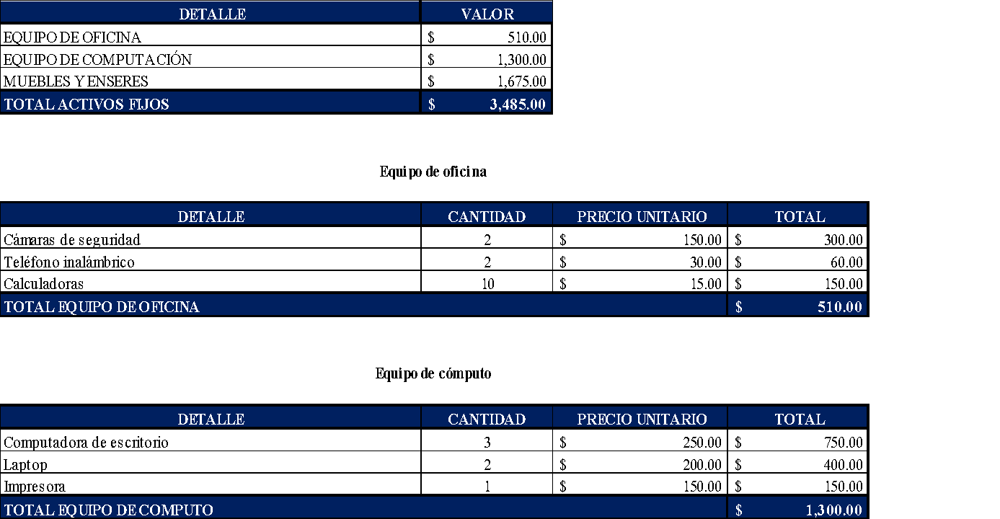 DETALLE VALOR
EQUIPO DE OFICINA $ 510.00
EQUIPO DE COMPUTACIÓN $ 1,300.00
MUEBLES Y ENSERES $ 1,675.00
TOTAL ACTIVOS FIJOS $ 3,485.00
Equipo de oficina
DETALLE CANTIDAD PRECIO UNITARIO TOTAL
Cámaras de seguridad 2 $ 150.00 $ 300.00
Teléfono inalámbrico 2 $ 30.00 $ 60.00
Calculadoras 10 $ 15.00 $ 150.00
TOTAL EQUIPO DE OFICINA $ 510.00
Equipo de cómputo
DETALLE CANTIDAD PRECIO UNITARIO TOTAL
Computadora de escritorio 3 $ 250.00 $ 750.00
Laptop 2 $ 200.00 $ 400.00
Impresora 1 $ 150.00 $ 150.00
TOTAL EQUIPO DE COMPUTO $ 1,300.00